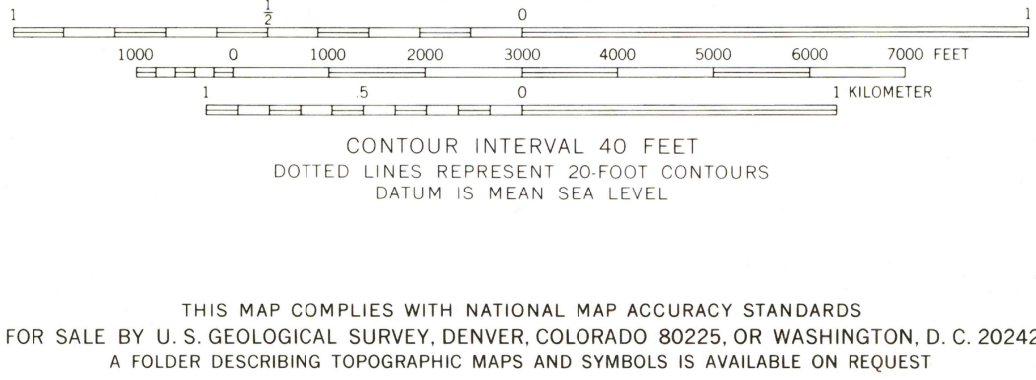 1 ½ 0 1
1000 0 1000 2000 3000 4000 5000 6000 7000 FEET
1 .5 0 1 KILOMETER
CONTOUR INTERVAL 40 FEET
DOTTED LINES REPRESENT 20-FOOT CONTOURS
DATUM IS MEAN SEA LEVEL
THIS MAP COMPLIES WITH NATIONAL MAP ACCURACY STANDARDS
FOR SALE BY U. S. GEOLOGICAL SURVEY, DENVER, COLORADO 80225, OR WASHINGTON, D. C. 20242
A FOLDER DESCRIBING TOPOGRAPHIC MAPS AND SYMBOLS IS AVAILABLE ON REQUEST